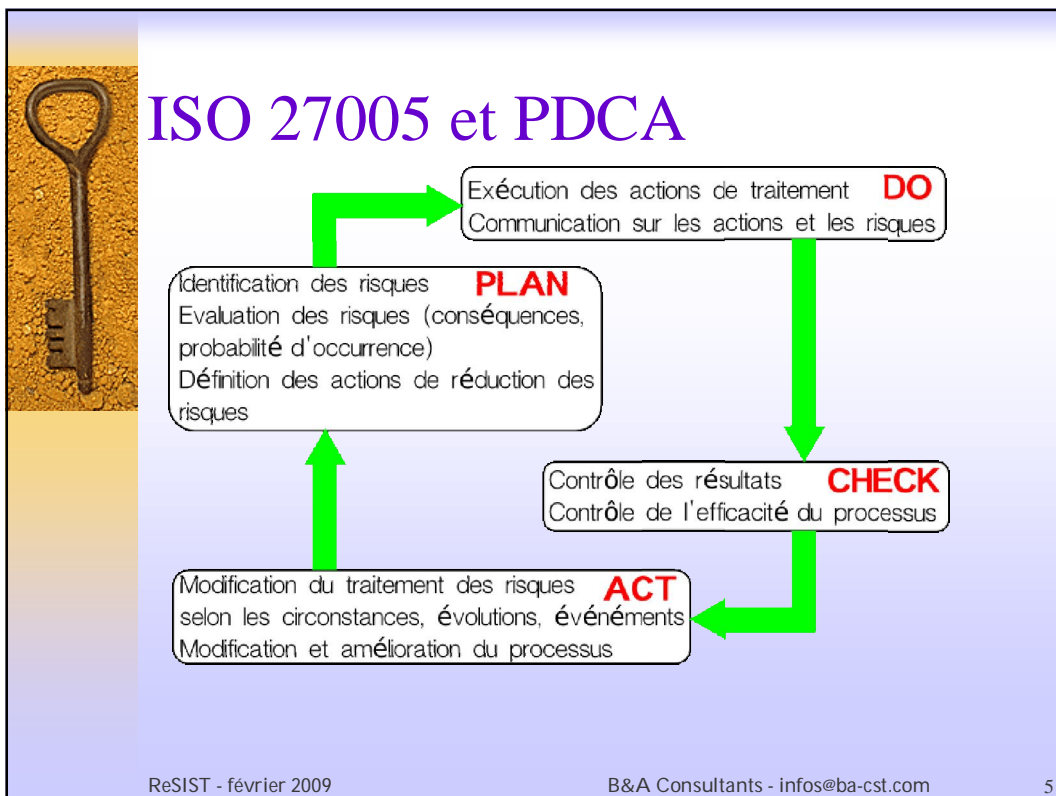 ISO 27005 et PDCA
Exécution des actions de traitement DO
Communication sur les actions et les risques
Identification des risques PLAN
Evaluation des risques (conséquences,
probabilité d'occurrence)
Définition des actions de réduction des
risques
Contrôle des résultats CHECK
Contrôle de l'efficacité du processus
Modification du traitement des risques ACT
selon les circonstances, évolutions, événéments
Modification et amélioration du processus
ReSIST - février 2009 B&A Consultants - infos@ba-cst.com 5